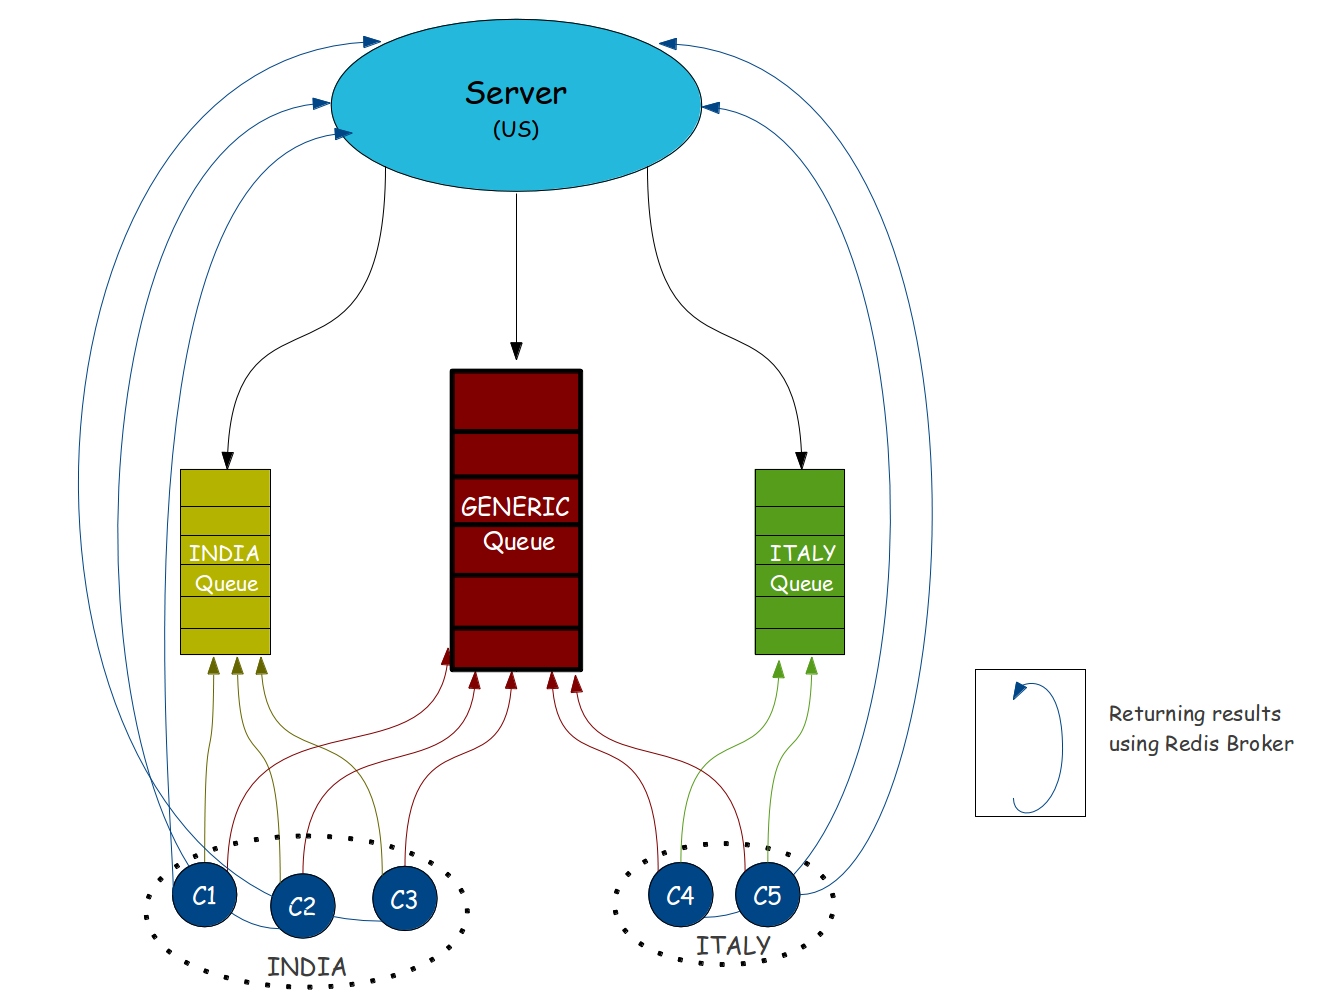 Server
(US)
GENERIC
Queue
INDIA
Queue
ITALY
Queue
Returning results
using Redis Broker
C1
C2
C3
C4
C5
INDIA
ITALY